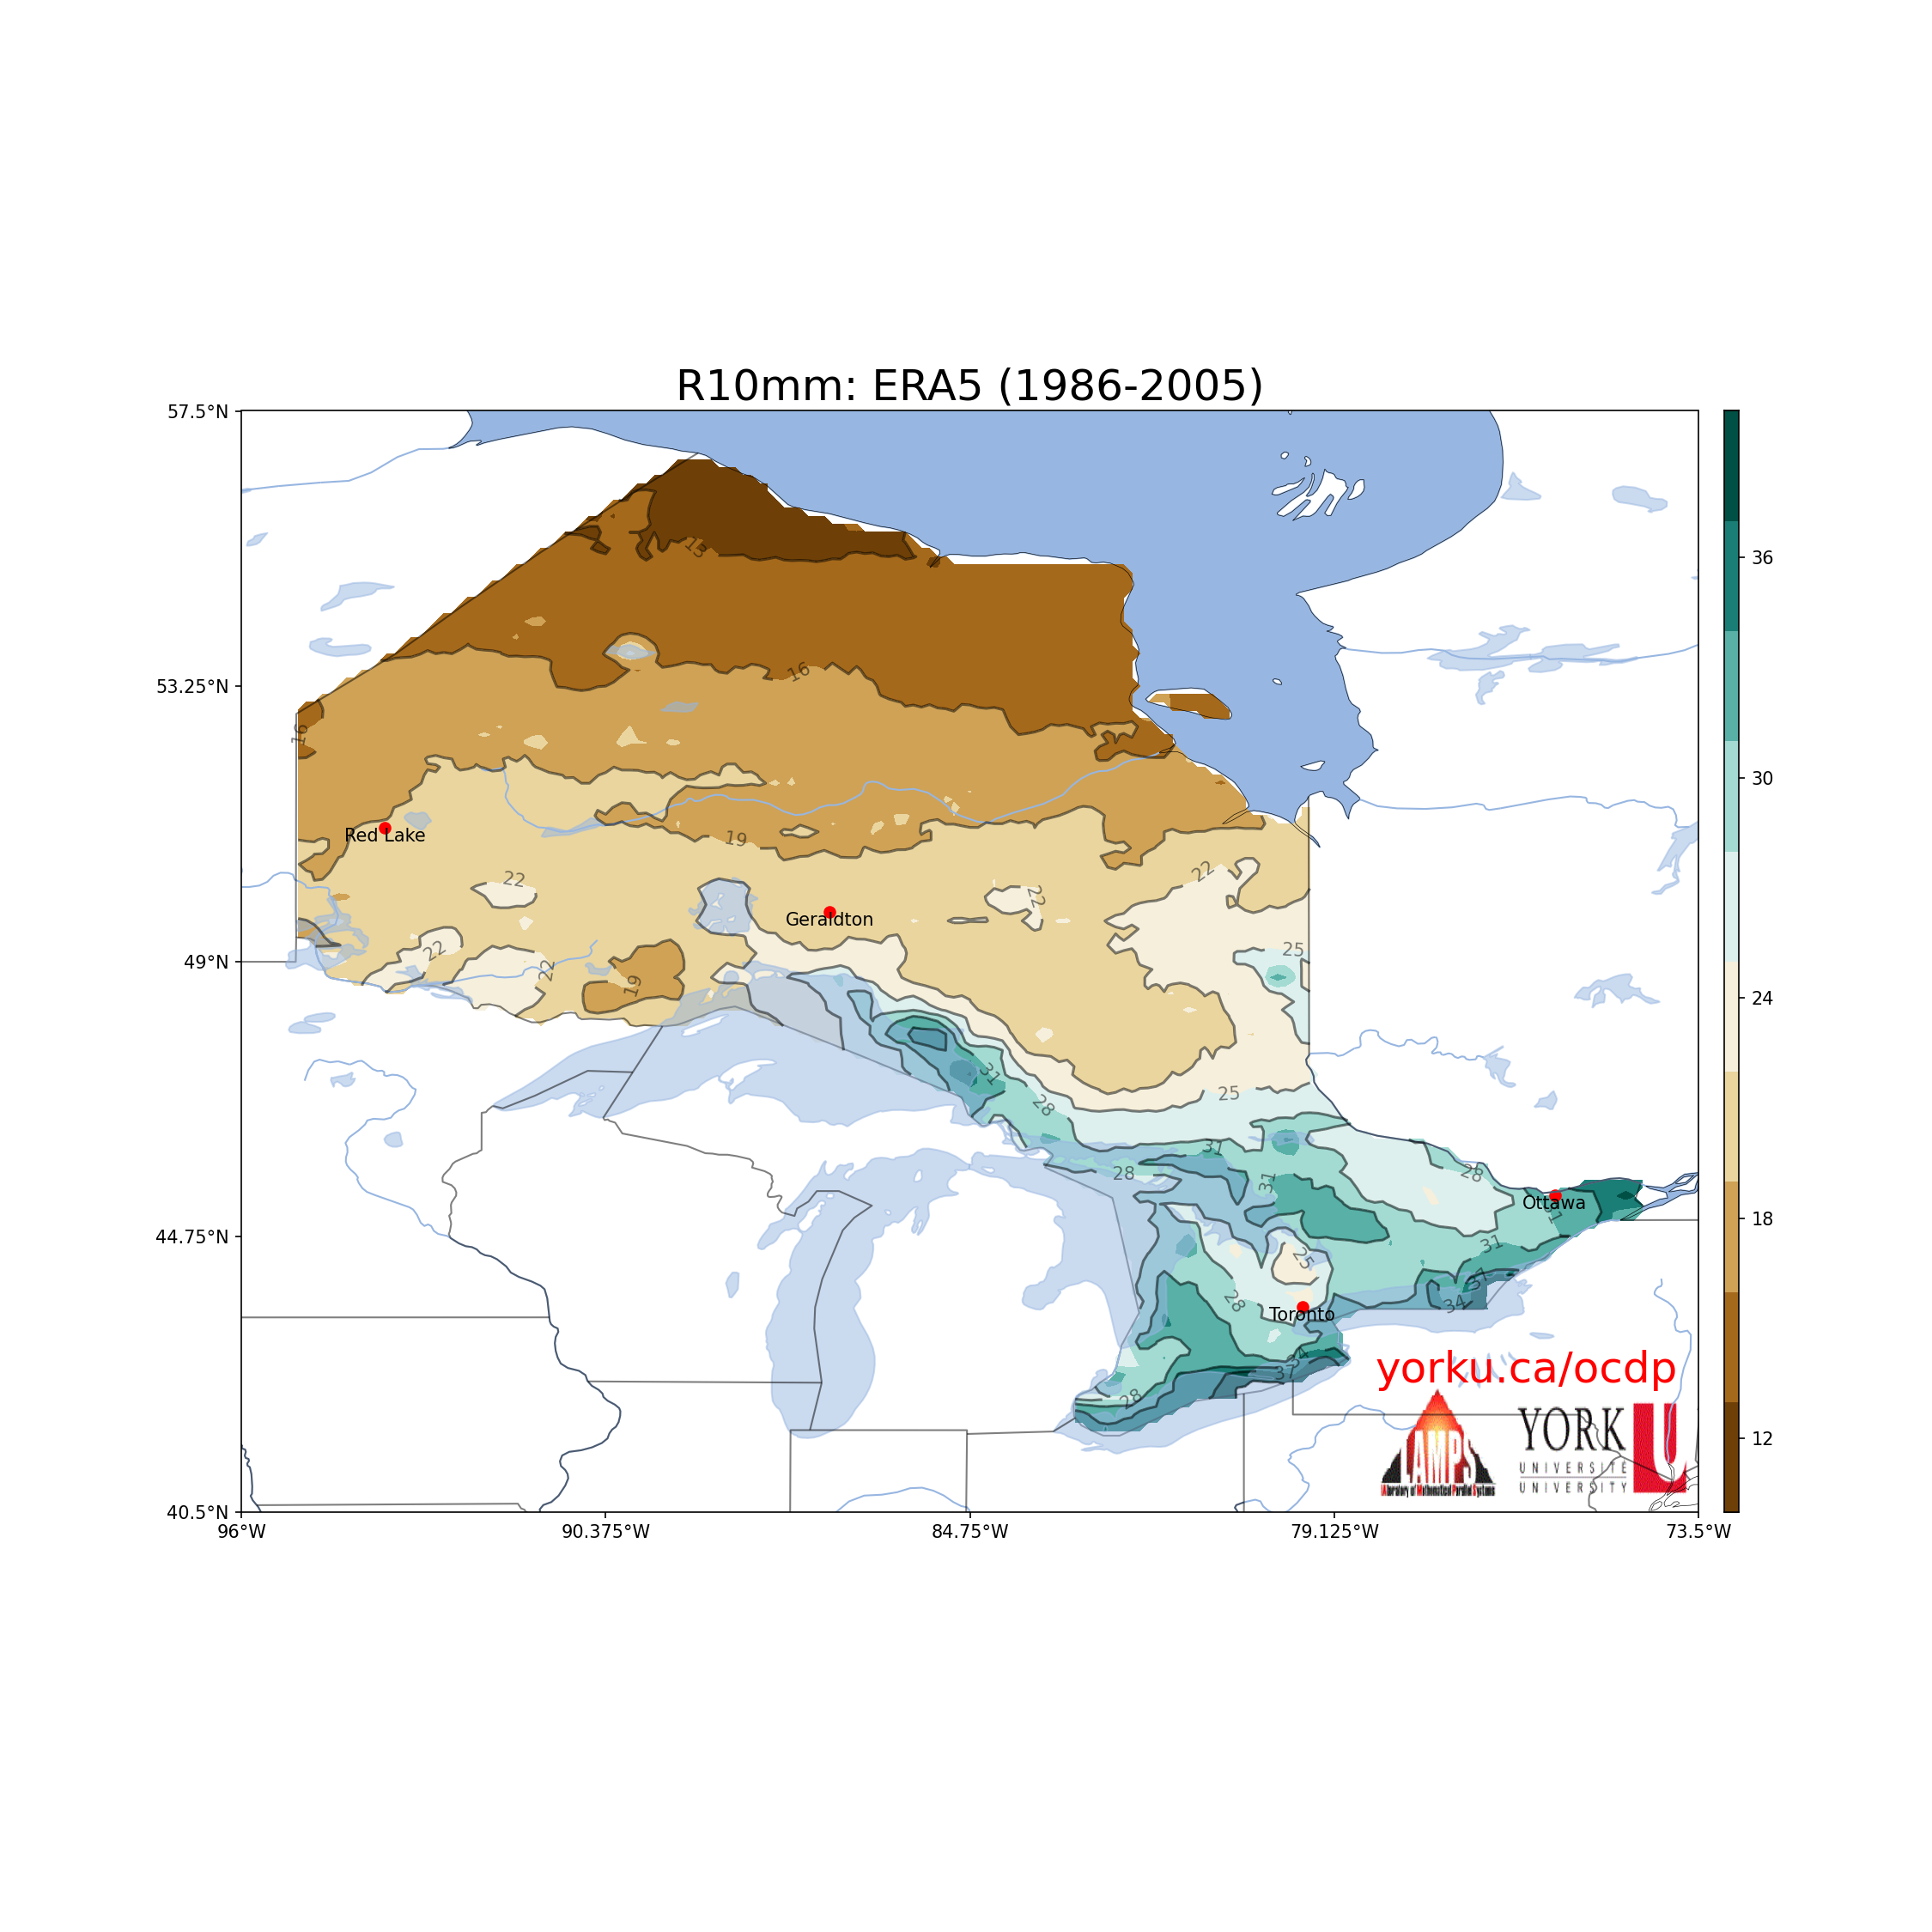 R10mm: ERA5 (1986-2005)
57.5°N
53.25°N
49°N
44.75°N
40.5°N
96°W
90.375°W
84.75°W
79.125°W
73.5°W
36
30
24
18
12
13
16
16
19
Red Lake
22
22
22
Geraldton
22
25
22
22
19
31
28
25
31
28
28
31
Ottawa
31
25
31
37
34
28
Toronto
34
37
28
yorku.ca/ocdp
LAMPS
Laboratory of Mathematical Parallel Systems
YORK U
UNIVERSITÉ
UNIVERSITY